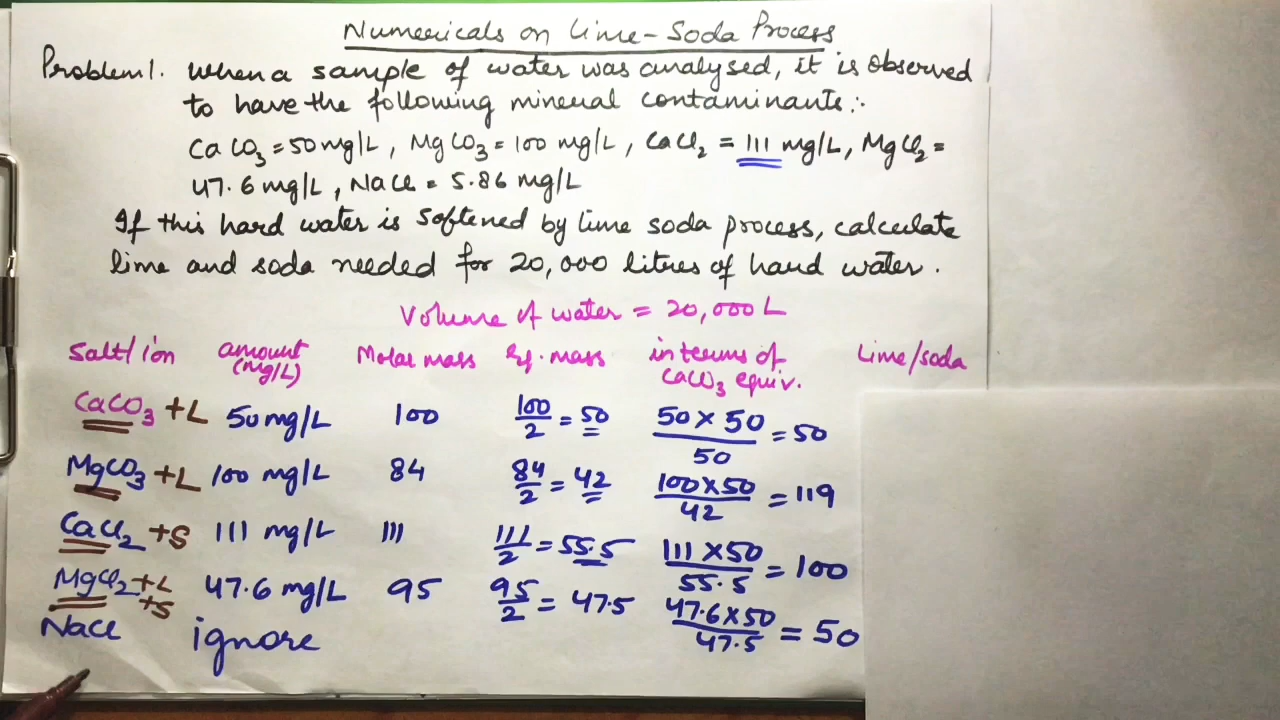 Numericals on Lime-Soda Process
Problem 1. When a sample of water was analysed, it is observed
to have the following mineral contaminants:-
CaCO3 = 50 mg/L, MgCO3 = 100 mg/L, CaCl2 = 111 mg/L, MgCl2 =
47.6 mg/L, NaCl = 5.86 mg/L
If this hard water is softened by lime soda process, calculate
lime and soda needed for 20,000 litres of hard water.
Volume of water = 20,000 L
Salt/ion amount (mg/L) Molar mass Eq. mass in terms of CaCO3 equiv. Lime/soda
CaCO3 +L 50 mg/L 100 100/2 = 50 50 × 50/50 = 50
MgCO3 +L 100 mg/L 84 84/2 = 42 100×50/42 = 119
CaCl2 +S 111 mg/L 111 111/2 = 55.5 111 × 50/55.5 = 100
MgCl2 +L +S 47.6 mg/L 95 95/2 = 47.5 47.6 × 50/47.5 = 50
NaCl ignore